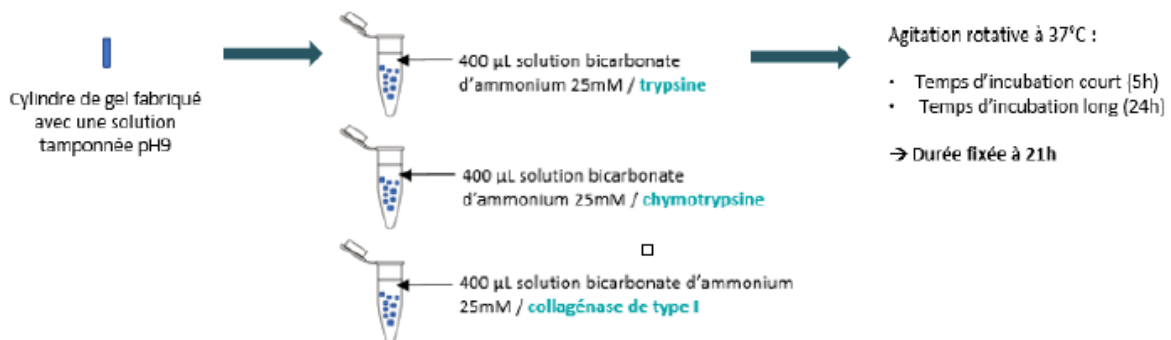 Cylindre de gel fabriqué
avec une solution
tamponnée pH9
400 µL solution bicarbonate
d'ammonium 25mM / trypsine
400 µL solution bicarbonate
d'ammonium 25mM / chymotrypsine
400 µL solution bicarbonate d'ammonium
25mM / collagénase de type I
Agitation rotative à 37°C :
• Temps d'incubation court (5h)
• Temps d'incubation long (24h)
→ Durée fixée à 21h